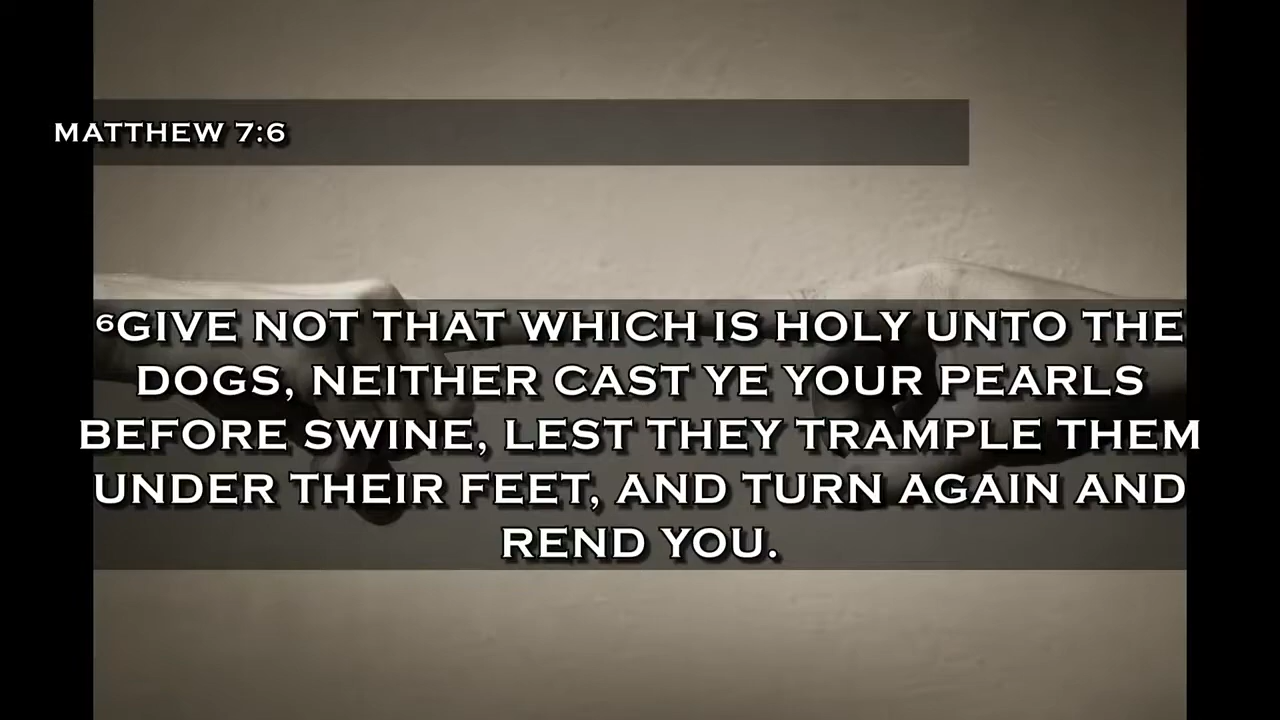 MATTHEW 7:6
⁶GIVE NOT THAT WHICH IS HOLY UNTO THE
DOGS, NEITHER CAST YE YOUR PEARLS
BEFORE SWINE, LEST THEY TRAMPLE THEM
UNDER THEIR FEET, AND TURN AGAIN AND
REND YOU.